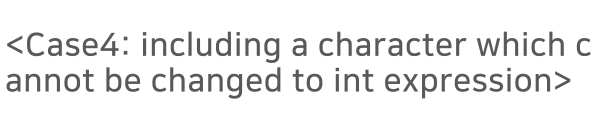 <Case4: including a character which c
annot be changed to int expression>